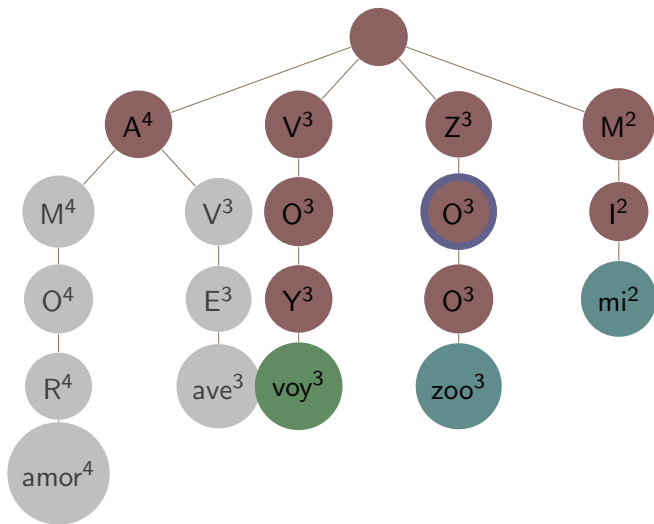 A⁴ V³ Z³ M²
M⁴ V³ O³ O³ I²
O⁴ E³ Y³ O³ mi²
R⁴ ave³ voy³ zoo³
amor⁴